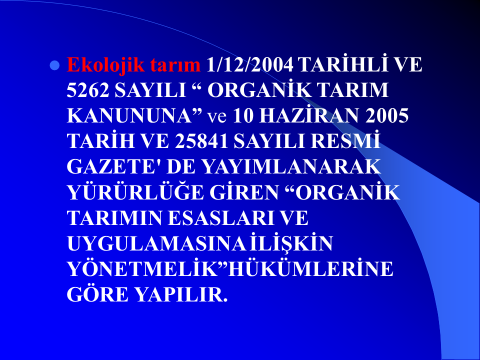 Ekolojik tarım 1/12/2004 TARİHLİ VE
5262 SAYILI “ ORGANİK TARIM
KANUNUNA” ve 10 HAZİRAN 2005
TARİH VE 25841 SAYILI RESMİ
GAZETE' DE YAYIMLANARAK
YÜRÜRLÜĞE GİREN “ORGANİK
TARIMIN ESASLARI VE
UYGULAMASINA İLİŞKİN
YÖNETMELİK”HÜKÜMLERİNE
GÖRE YAPILIR.